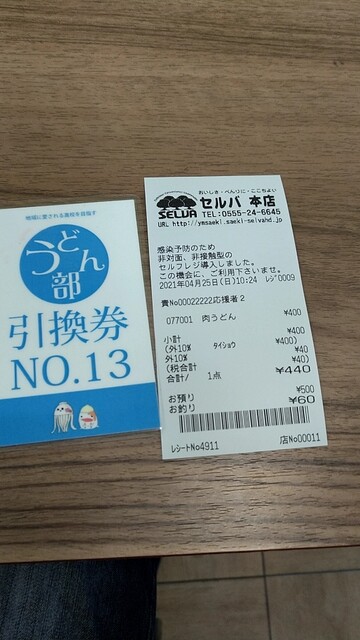 地域に愛される高校を目指す
うどん部
引換券
NO.13
おいしさ・べんりに・ここちよい
SELVA セルバ 本店
TEL:0555-24-6645
URL http://ymsaeki.saeki-selvahd.jp
感染予防のため
非対面、非接触型の
セルフレジ導入しました。
この機会に、ご利用下さいませ。
2021年04月25日(日)10:24 レジ0009
責No00022222応援者2
077001 肉うどん ¥400
小計 ¥400
(外10% タイショウ ¥400)
外10% ¥40
(税合計 ¥40)
合計/ 1点 ¥440
お預り ¥500
お釣り ¥60
レシートNo4911 店No00011